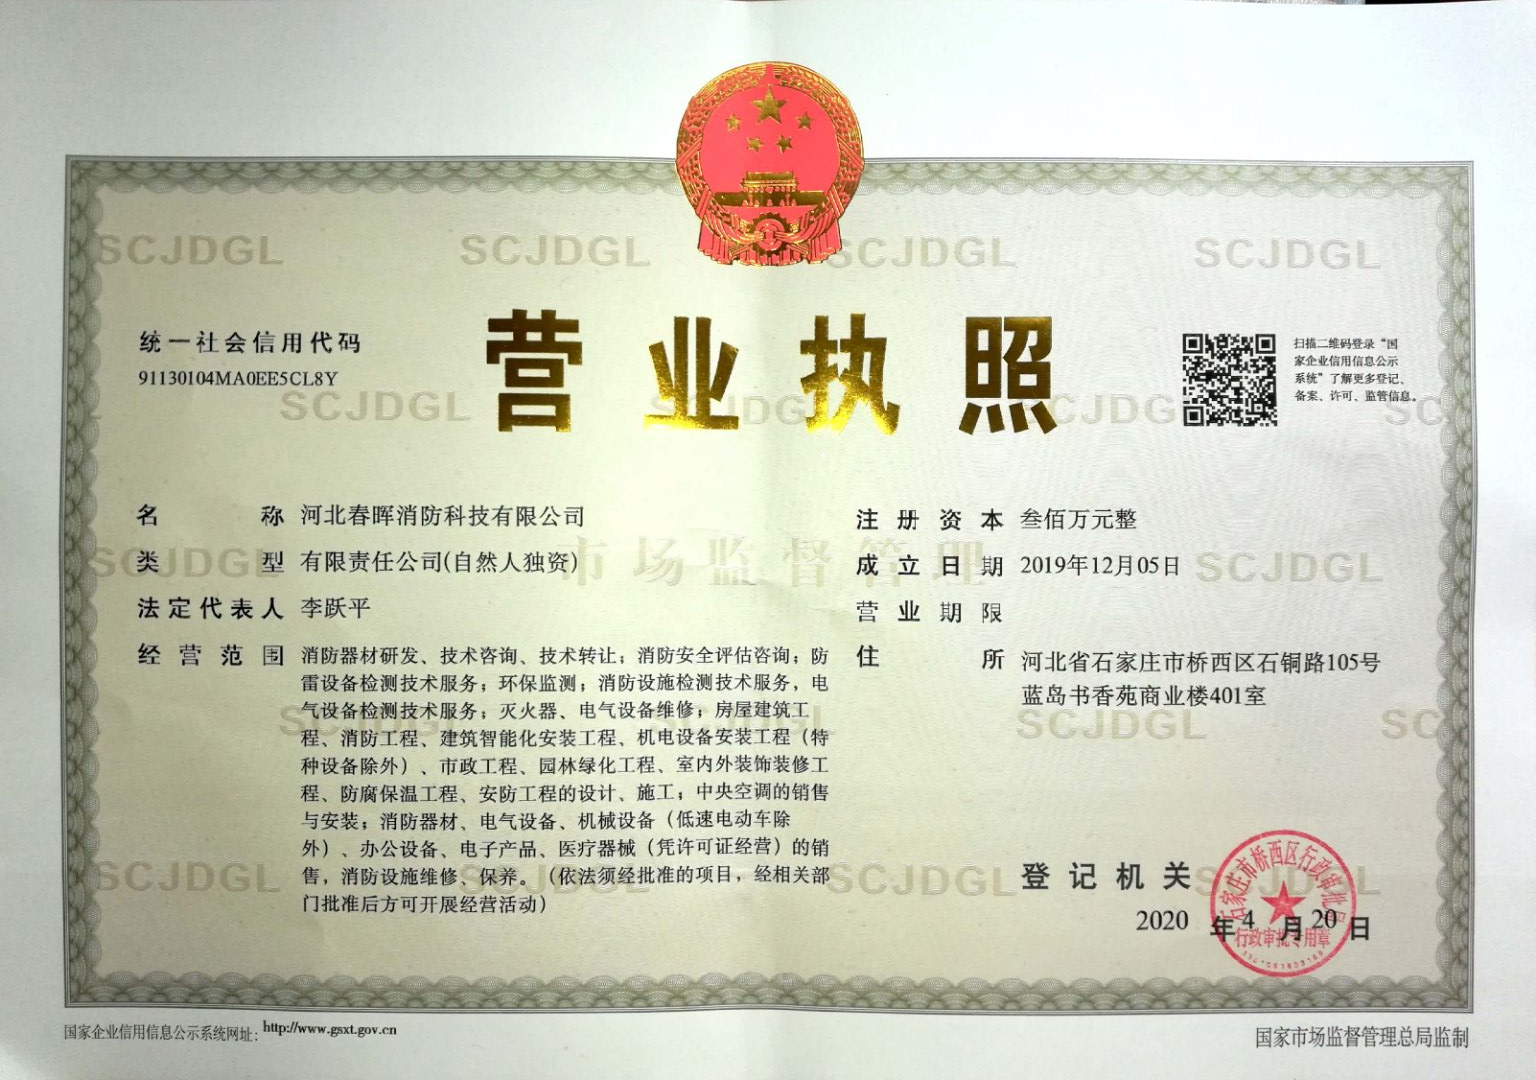 营业执照
统一社会信用代码
91130104MA0EE5CL8Y
扫描二维码登录“国
家企业信用信息公示
系统”了解更多登记、
备案、许可、监管信息。
名 称 河北春晖消防科技有限公司
类 型 有限责任公司(自然人独资)
法定代表人 李跃平
经营范围 消防器材研发、技术咨询、技术转让；消防安全评估咨询；防
雷设备检测技术服务；环保监测；消防设施检测技术服务，电
气设备检测技术服务；灭火器、电气设备维修；房屋建筑工
程、消防工程、建筑智能化安装工程、机电设备安装工程（特
种设备除外）、市政工程、园林绿化工程、室内外装饰装修工
程、防腐保温工程、安防工程的设计、施工；中央空调的销售
与安装；消防器材、电气设备、机械设备（低速电动车除
外）、办公设备、电子产品、医疗器械（凭许可证经营）的销
售，消防设施维修、保养。（依法须经批准的项目，经相关部
门批准后方可开展经营活动）
注册资本 叁佰万元整
成立日期 2019年12月05日
营业期限
住 所 河北省石家庄市桥西区石铜路105号
蓝岛书香苑商业楼401室
登记机关
石家庄市桥西区行政审批局
行政审批专用章
2020 年 4 月 20 日
国家企业信用信息公示系统网址：http://www.gsxt.gov.cn
国家市场监督管理总局监制
SCJDGL
市场监督管理